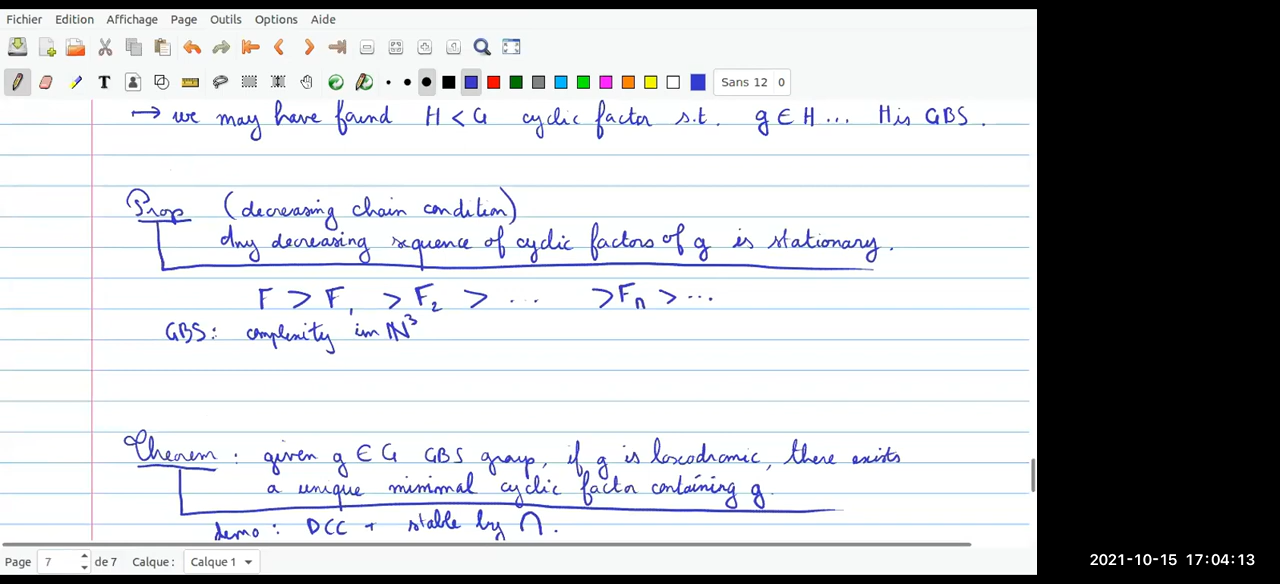 Fichier Edition Affichage Page Outils Options Aide
T Sans 12 0
↦ we may have found H < G cyclic factor s.t. g ∈ H ... H is GBS.
Prop (decreasing chain condition)
Any decreasing sequence of cyclic factors of g is stationary.
F > F₁ > F₂ > ... > Fₙ > ...
GBS: complexity in ℕ³
Theorem : given g ∈ G GBS group, if g is loxodromic, there exists
a unique minimal cyclic factor containing g.
demo : DCC + stable by ∩.
Page 7 de 7 Calque : Calque 1
2021-10-15 17:04:13